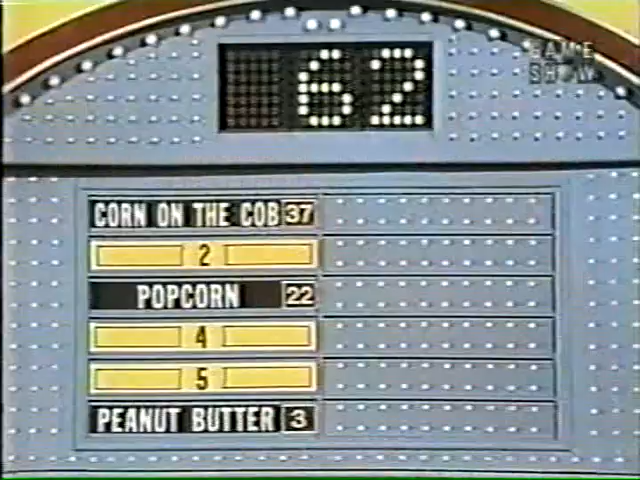 GAME
SHOW
62
CORN ON THE COB 37
2
POPCORN 22
4
5
PEANUT BUTTER 3